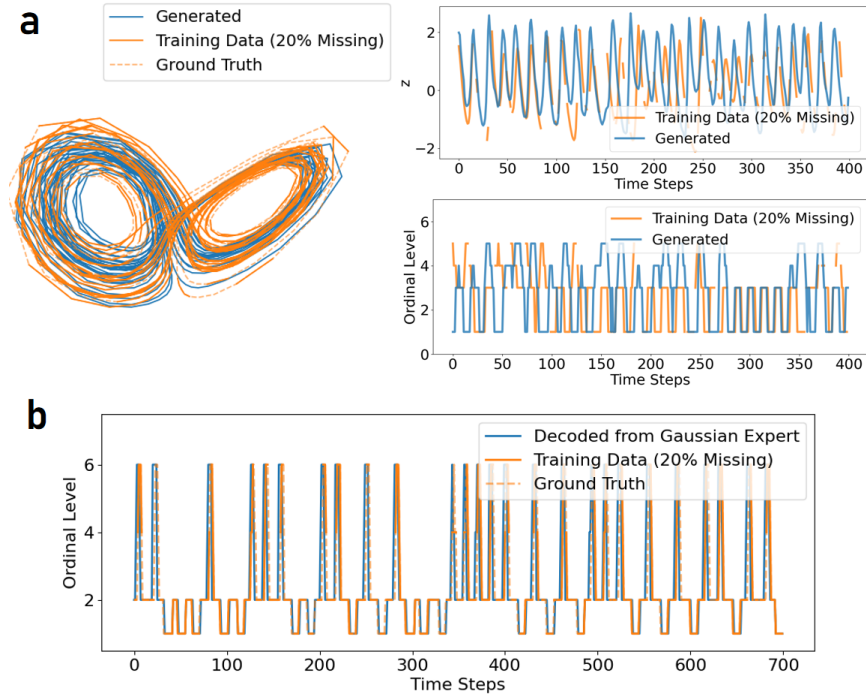 a
Generated
Training Data (20% Missing)
Ground Truth
z
2
0
−2
Training Data (20% Missing)
Generated
0 50 100 150 200 250 300 350 400
Time Steps
Ordinal Level
6
4
2
0
Training Data (20% Missing)
Generated
0 50 100 150 200 250 300 350 400
Time Steps
b
Ordinal Level
6
4
2
Decoded from Gaussian Expert
Training Data (20% Missing)
Ground Truth
0 100 200 300 400 500 600 700
Time Steps